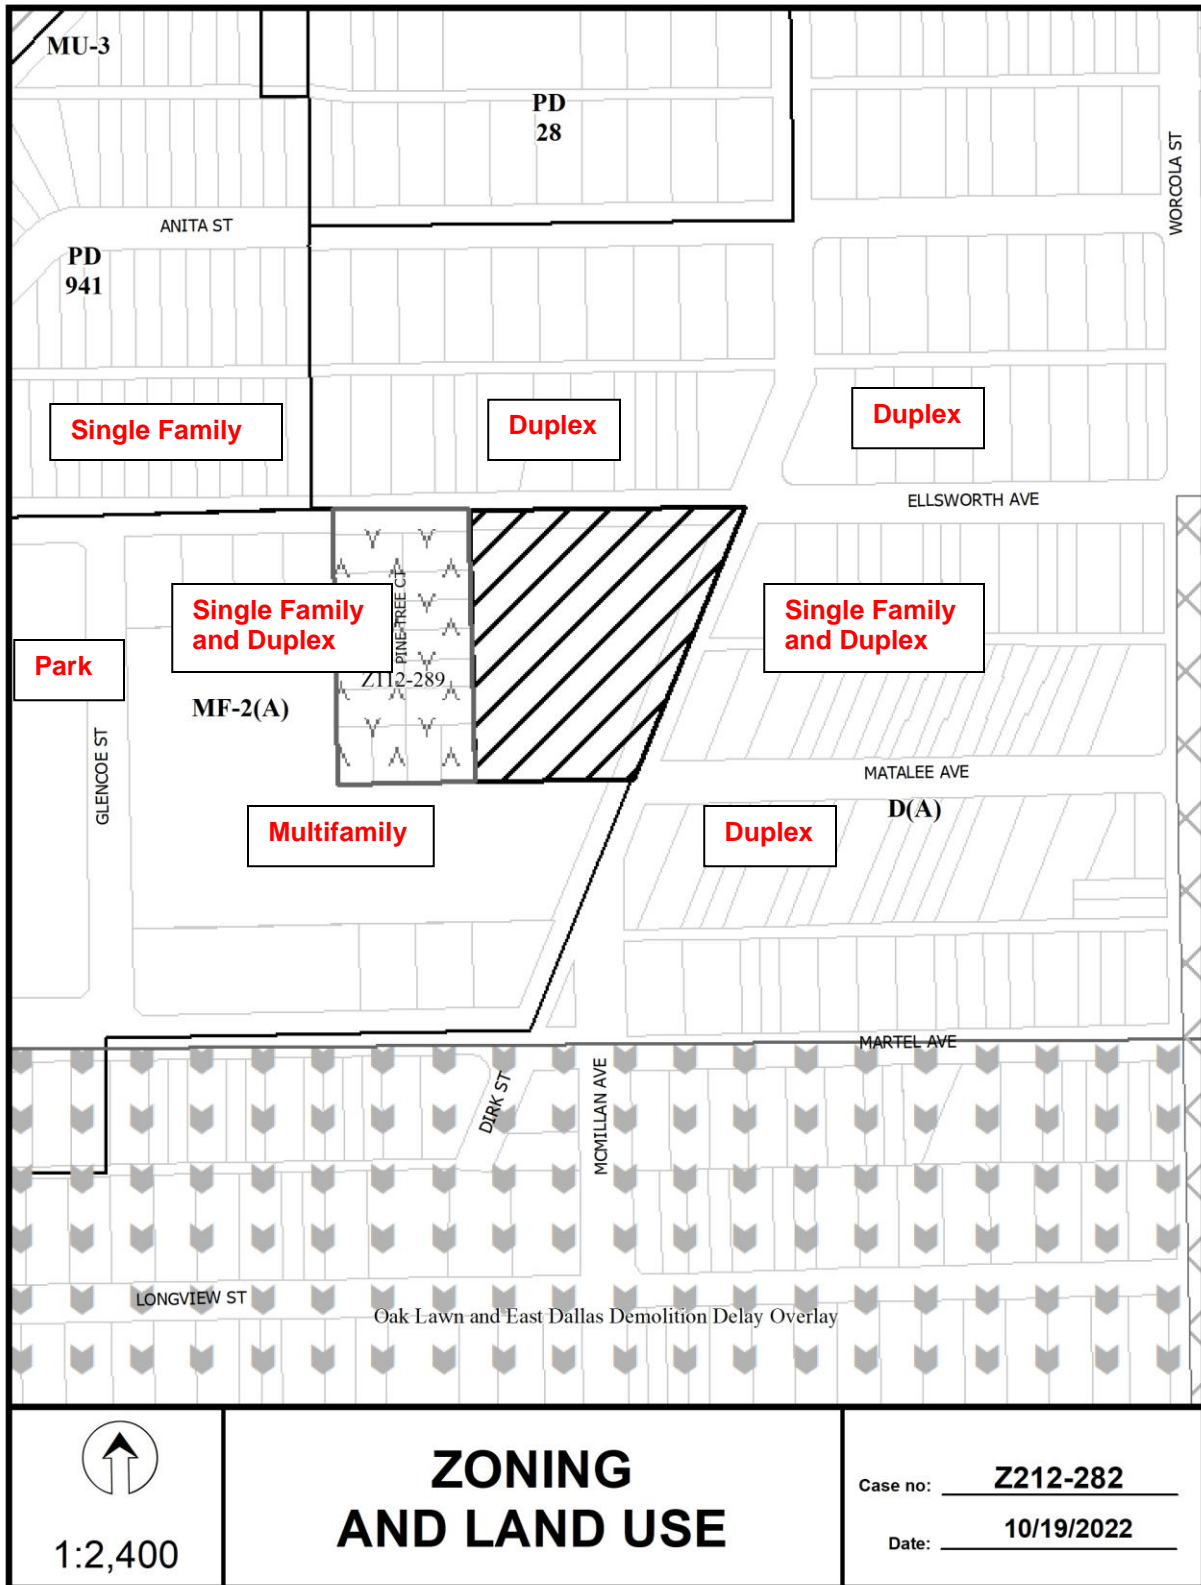 MU-3
PD
28
WORCOLA ST
ANITA ST
PD
941
Single Family
Duplex
Duplex
ELLSWORTH AVE
Single Family
and Duplex
PINE TREE CT
Z112-289
Single Family
and Duplex
Park
MF-2(A)
GLENCOE ST
MATALEE AVE
D(A)
Multifamily
Duplex
MARTEL AVE
DIRK ST
MCMILLAN AVE
LONGVIEW ST
Oak Lawn and East Dallas Demolition Delay Overlay
1:2,400
ZONING
AND LAND USE
Case no: Z212-282
Date: 10/19/2022